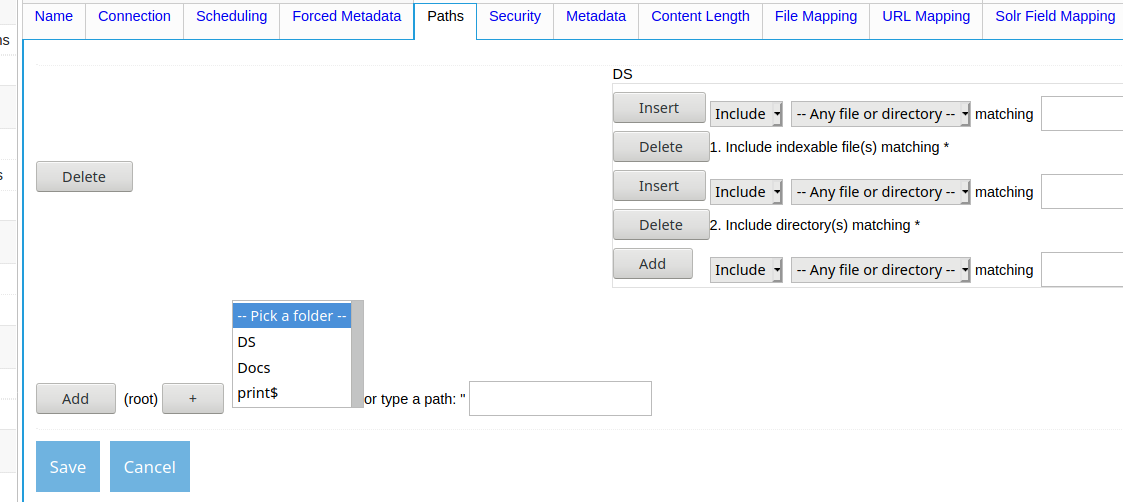 Name Connection Scheduling Forced Metadata Paths Security Metadata Content Length File Mapping URL Mapping Solr Field Mapping
DS
Insert Include -- Any file or directory -- matching
Delete 1. Include indexable file(s) matching *
Delete
Insert Include -- Any file or directory -- matching
Delete 2. Include directory(s) matching *
Add Include -- Any file or directory -- matching
-- Pick a folder --
DS
Docs
print$
Add (root) + or type a path: "
Save Cancel